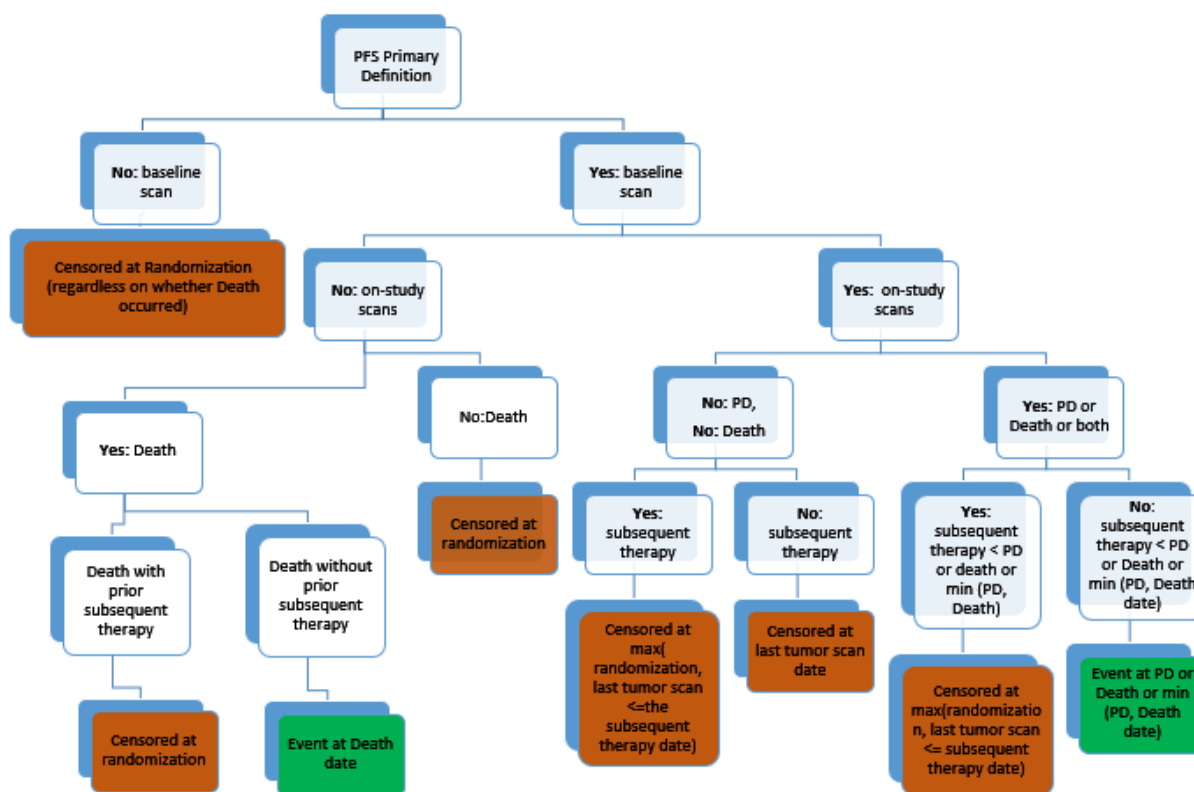 PFS Primary
Definition
No: baseline
scan
Yes: baseline
scan
Censored at Randomization
(regardless on whether Death
occurred)
No: on-study
scans
Yes: on-study
scans
Yes: Death
No:Death
No: PD,
No: Death
Yes: PD or
Death or both
Death with
prior
subsequent
therapy
Death without
prior
subsequent
therapy
Censored at
randomization
Yes:
subsequent
therapy
No:
subsequent
therapy
Yes:
subsequent
therapy < PD
or death or
min (PD,
Death)
No:
subsequent
therapy < PD
or Death or
min (PD, Death
date)
Censored at
randomization
Event at Death
date
Censored at
max(
randomization,
last tumor scan
<=the
subsequent
therapy date)
Censored at
last tumor scan
date
Censored at
max(randomizatio
n, last tumor scan
<= subsequent
therapy date)
Event at PD or
Death or min
(PD, Death
date)